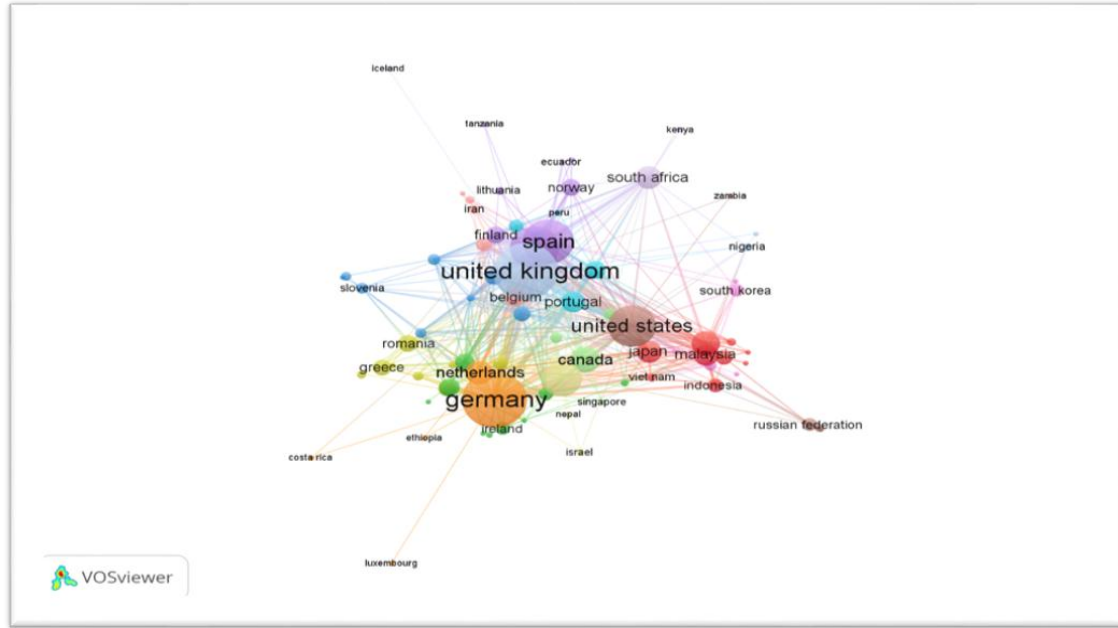 iceland
tanzania
kenya
ecuador
south africa
lithuania
norway
zambia
iran
peru
finland
spain
nigeria
united kingdom
slovenia
south korea
belgium
portugal
united states
romania
japan
malaysia
canada
greece
netherlands
viet nam
indonesia
germany
singapore
nepal
russian federation
ireland
ethiopia
israel
costa rica
luxembourg
VOSviewer